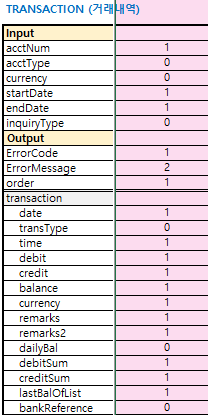 TRANSACTION (거래내역)
Input
acctNum 1
acctType 0
currency 0
startDate 1
endDate 1
inquiryType 0
Output
ErrorCode 1
ErrorMessage 2
order 1
transaction
date 1
transType 0
time 1
debit 1
credit 1
balance 1
currency 1
remarks 1
remarks2 1
dailyBal 0
debitSum 1
creditSum 1
lastBalOfList 1
bankReference 0